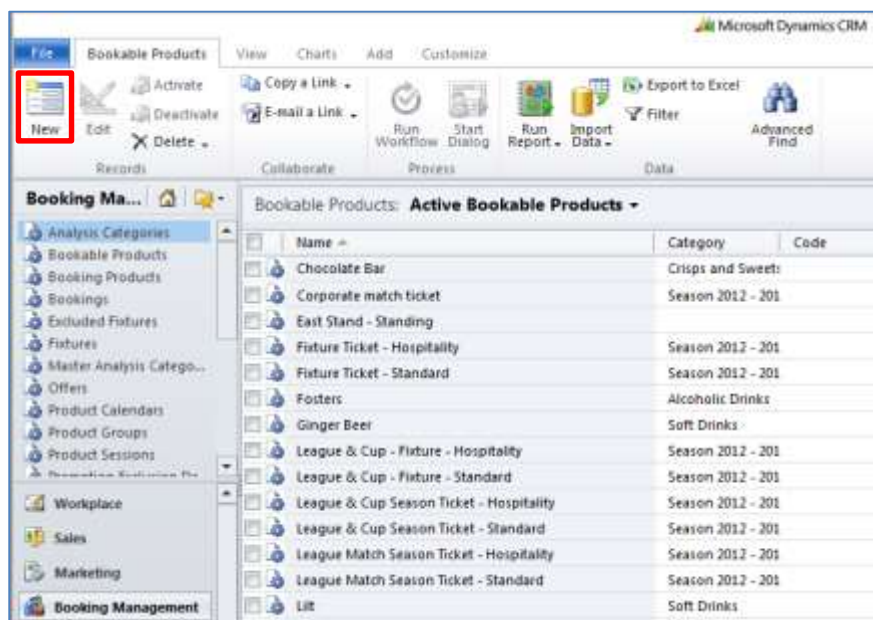 Microsoft Dynamics CRM
File Bookable Products View Charts Add Customize
New
Edit
Activate
Deactivate
Delete
Records
Copy a Link
E-mail a Link
Collaborate
Run Workflow
Start Dialog
Process
Run Report
Import Data
Export to Excel
Filter
Advanced Find
Data
Booking Ma...
Analysis Categories
Bookable Products
Booking Products
Bookings
Excluded Fixtures
Fixtures
Master Analysis Catego...
Offers
Product Calendars
Product Groups
Product Sessions
Workplace
Sales
Marketing
Booking Management
Bookable Products: Active Bookable Products
Name Category Code
Chocolate Bar Crisps and Sweets
Corporate match ticket Season 2012 - 201
East Stand - Standing
Fixture Ticket - Hospitality Season 2012 - 201
Fixture Ticket - Standard Season 2012 - 201
Fosters Alcoholic Drinks
Ginger Beer Soft Drinks
League & Cup - Fixture - Hospitality Season 2012 - 201
League & Cup - Fixture - Standard Season 2012 - 201
League & Cup Season Ticket - Hospitality Season 2012 - 201
League & Cup Season Ticket - Standard Season 2012 - 201
League Match Season Ticket - Hospitality Season 2012 - 201
League Match Season Ticket - Standard Season 2012 - 201
Lilt Soft Drinks